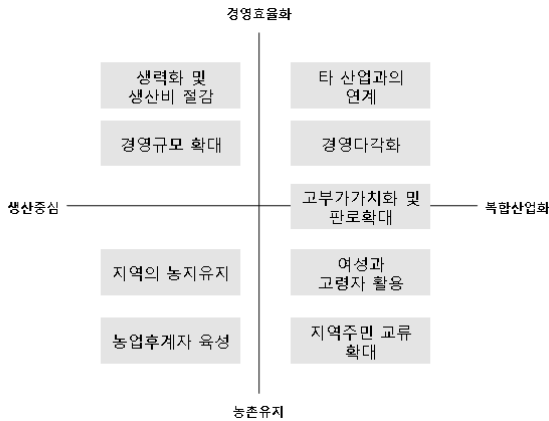 경영효율화
생력화 및
생산비 절감
타 산업과의
연계
경영규모 확대
경영다각화
고부가가치화 및
판로확대
생산중심
복합산업화
지역의 농지유지
여성과
고령자 활용
농업후계자 육성
지역주민 교류
확대
농촌유지